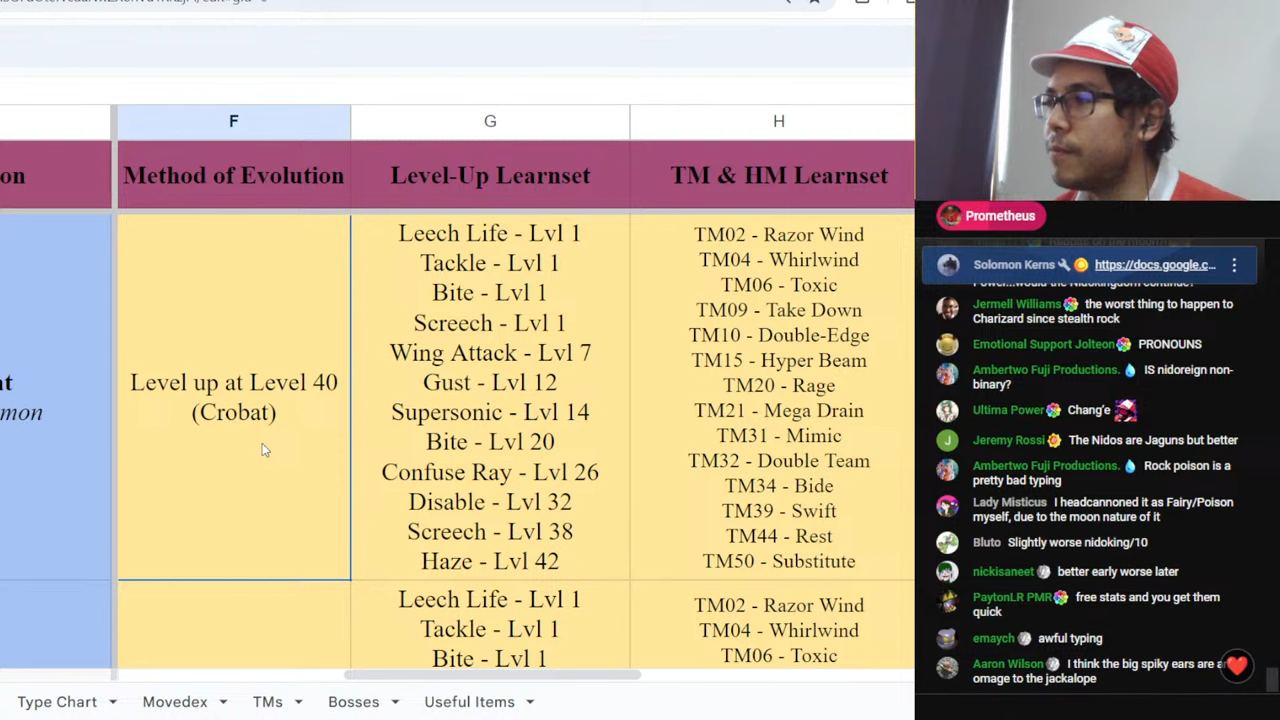 F
G
H
on
Method of Evolution
Level-Up Learnset
TM & HM Learnset
t
mon
Level up at Level 40
(Crobat)
Leech Life - Lvl 1
Tackle - Lvl 1
Bite - Lvl 1
Screech - Lvl 1
Wing Attack - Lvl 7
Gust - Lvl 12
Supersonic - Lvl 14
Bite - Lvl 20
Confuse Ray - Lvl 26
Disable - Lvl 32
Screech - Lvl 38
Haze - Lvl 42
TM02 - Razor Wind
TM04 - Whirlwind
TM06 - Toxic
TM09 - Take Down
TM10 - Double-Edge
TM15 - Hyper Beam
TM20 - Rage
TM21 - Mega Drain
TM31 - Mimic
TM32 - Double Team
TM34 - Bide
TM39 - Swift
TM44 - Rest
TM50 - Substitute
Leech Life - Lvl 1
Tackle - Lvl 1
Bite - Lvl 1
TM02 - Razor Wind
TM04 - Whirlwind
TM06 - Toxic
Type Chart
Movedex
TMs
Bosses
Useful Items
Prometheus
Solomon Kerns https://docs.google.c...
Jermell Williams the worst thing to happen to
Charizard since stealth rock
Emotional Support Jolteon PRONOUNS
Ambertwo Fuji Productions. IS nidoreign non-
binary?
Ultima Power Chang'e
Jeremy Rossi The Nidos are Jaguns but better
Ambertwo Fuji Productions. Rock poison is a
pretty bad typing
Lady Misticus I headcannoned it as Fairy/Poison
myself, due to the moon nature of it
Bluto Slightly worse nidoking/10
nickisaneet better early worse later
PaytonLR PMR free stats and you get them
quick
emaych awful typing
Aaron Wilson I think the big spiky ears are a
omage to the jackalope